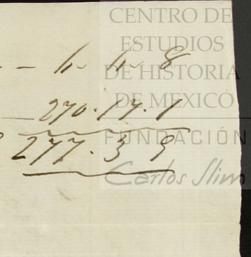 CENTRO DE
ESTUDIOS
- - 6. 6. 8
DE HISTORIA
DE MEXICO
270.17.1
FUNDACIÓN
277. 3 9
Carlos Slim